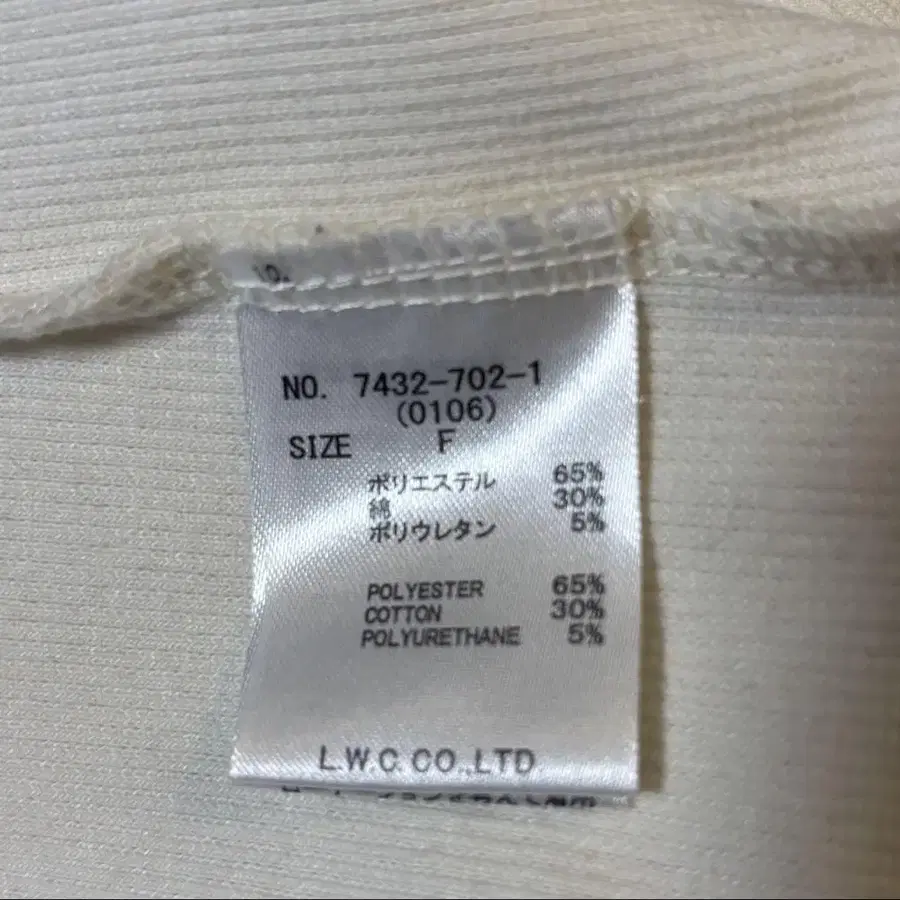 NO. 7432-702-1
(0106)
SIZE F
ポリエステル 65%
綿 30%
ポリウレタン 5%
POLYESTER 65%
COTTON 30%
POLYURETHANE 5%
L.W.C. CO.,LTD